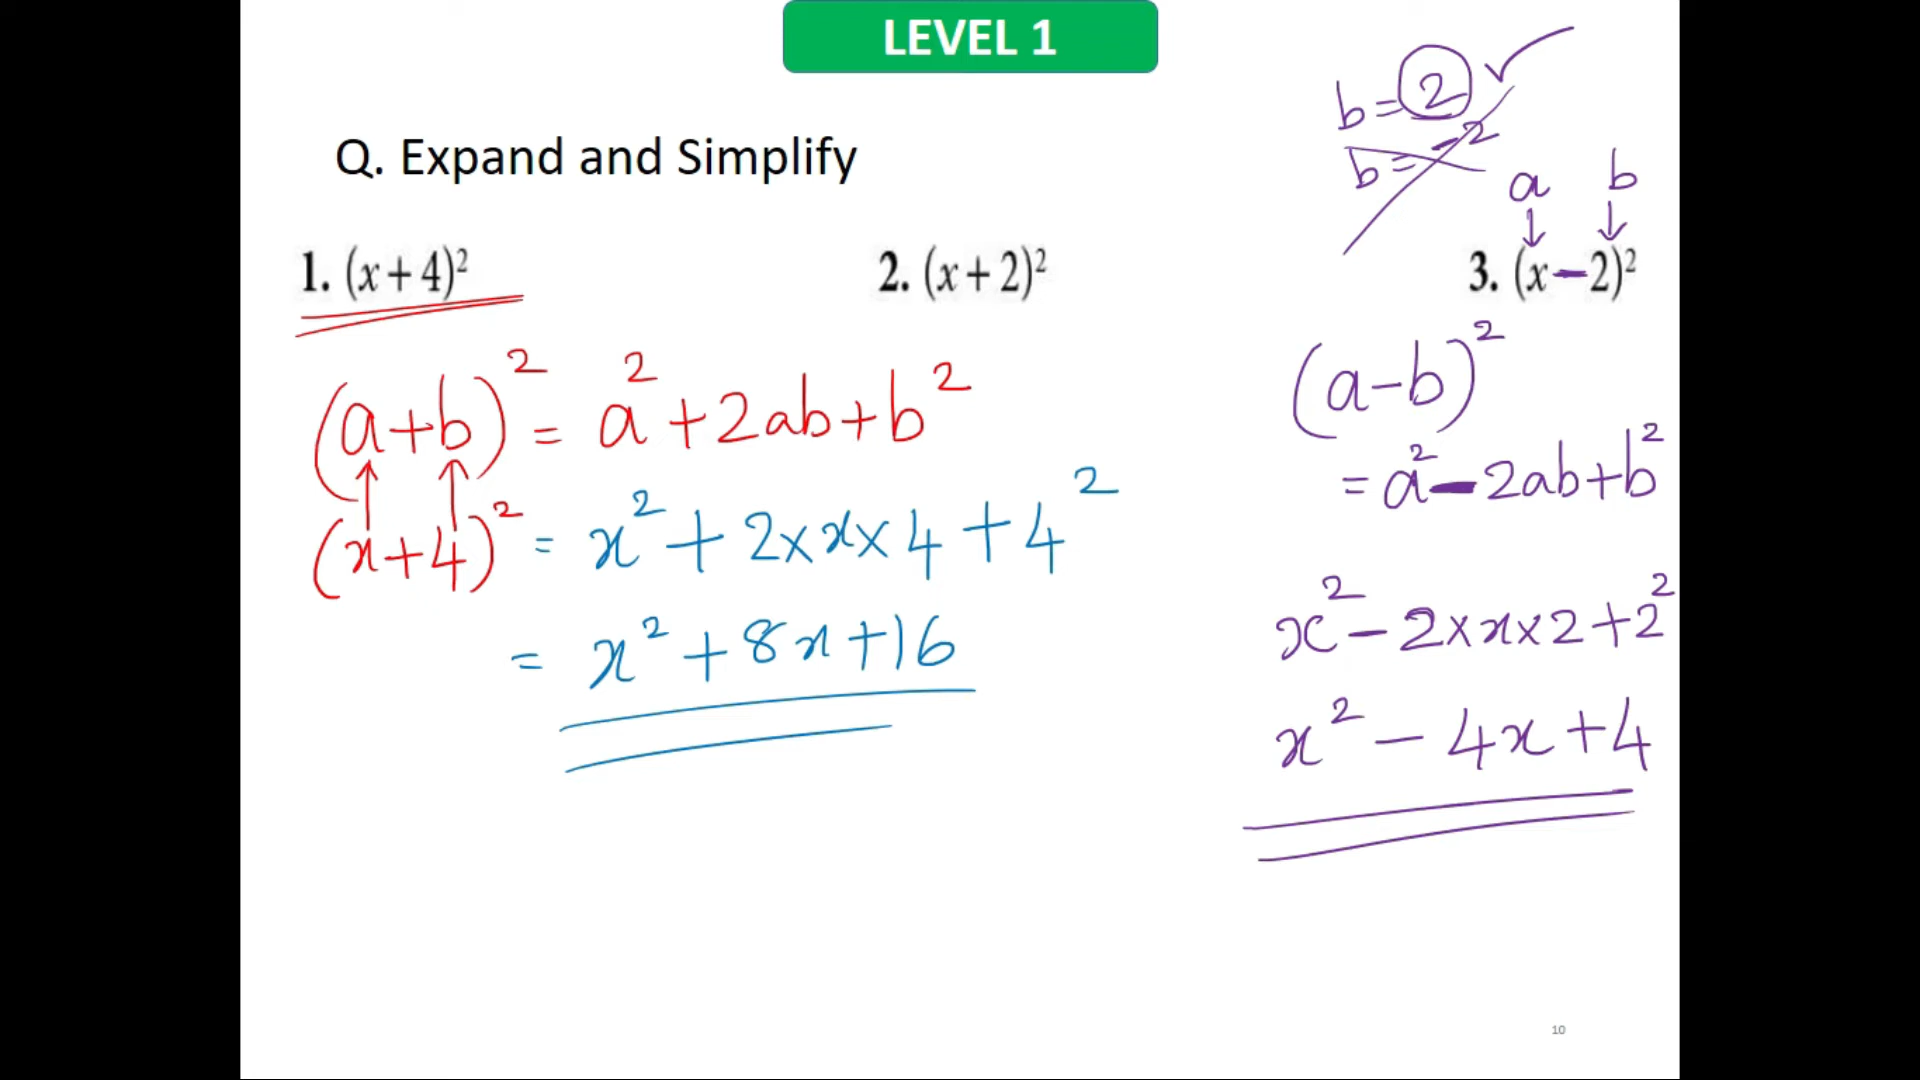 LEVEL 1
Q. Expand and Simplify
1. (x+4)²
(a+b)² = a² + 2ab + b²
(x+4)² = x² + 2×x×4 + 4²
= x² + 8x + 16
2. (x+2)²
b = 2 ✓
b = -2
a b
↓ ↓
3. (x-2)²
(a-b)²
= a² - 2ab + b²
x² - 2×x×2 + 2²
x² - 4x + 4
10